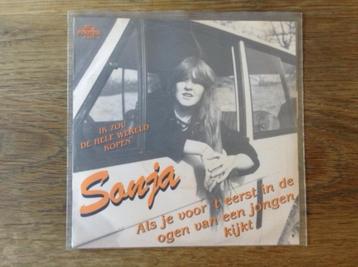 IK ZOU
DE HELE WERELD
KOPEN
Sonja
Als je voor 't eerst in de
ogen van een jongen
kijkt